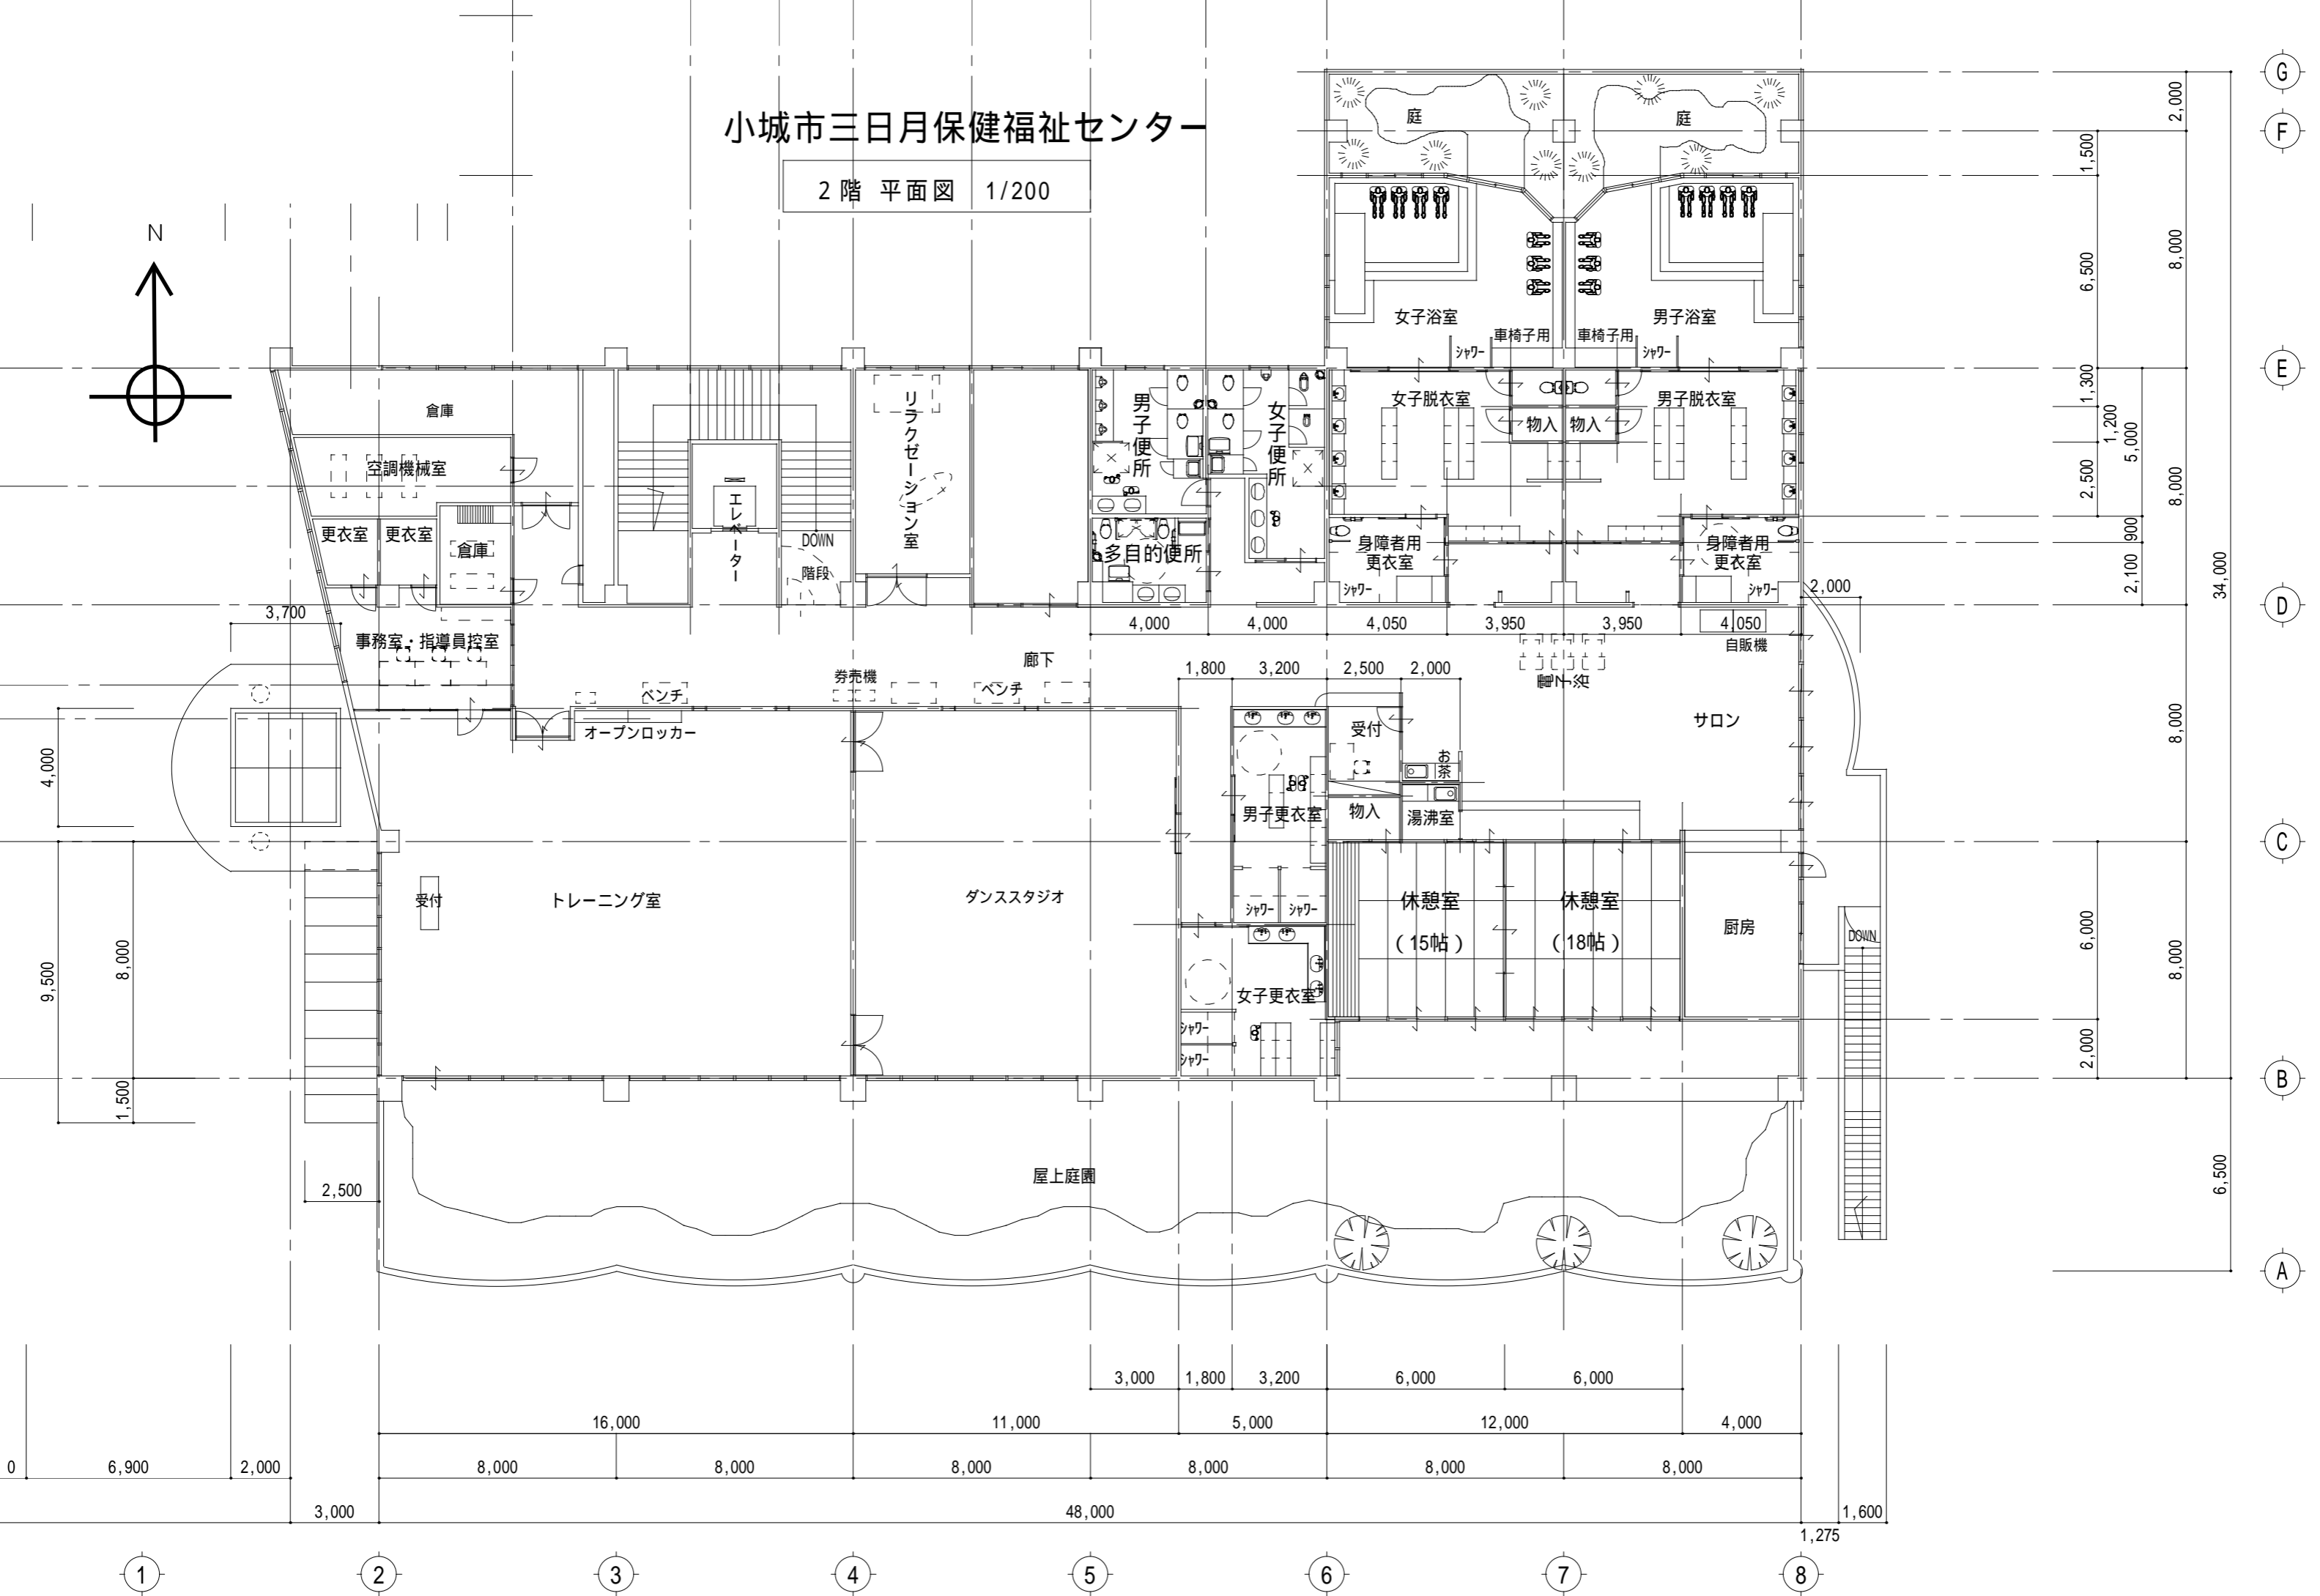 小城市三日月保健福祉センター
2階 平面図 1/200
N
G
F
E
D
C
B
A
庭
庭
女子浴室
男子浴室
車椅子用
車椅子用
シャワー
シャワー
倉庫
空調機械室
更衣室
更衣室
倉庫
事務室・指導員控室
エレベーター
DOWN
階段
リラクゼーション室
男子便所
女子便所
多目的便所
女子脱衣室
男子脱衣室
物入
物入
身障者用
更衣室
身障者用
更衣室
シャワー
シャワー
自販機
電子浴
サロン
廊下
券売機
ベンチ
ベンチ
オープンロッカー
受付
お茶
物入
湯沸室
男子更衣室
シャワー
シャワー
受付
トレーニング室
ダンススタジオ
休憩室
(15帖)
休憩室
(18帖)
厨房
DOWN
女子更衣室
シャワー
シャワー
屋上庭園
2,000
1,500
8,000
6,500
1,300
1,200
5,000
2,500
8,000
900
2,100
34,000
8,000
6,000
8,000
2,000
6,500
3,700
4,000
9,500
8,000
1,500
2,500
4,000
4,000
4,050
3,950
3,950
4,050
2,000
1,800
3,200
2,500
2,000
3,000
1,800
3,200
6,000
6,000
16,000
11,000
5,000
12,000
4,000
0
6,900
2,000
8,000
8,000
8,000
8,000
8,000
8,000
3,000
48,000
1,275
1,600
1
2
3
4
5
6
7
8